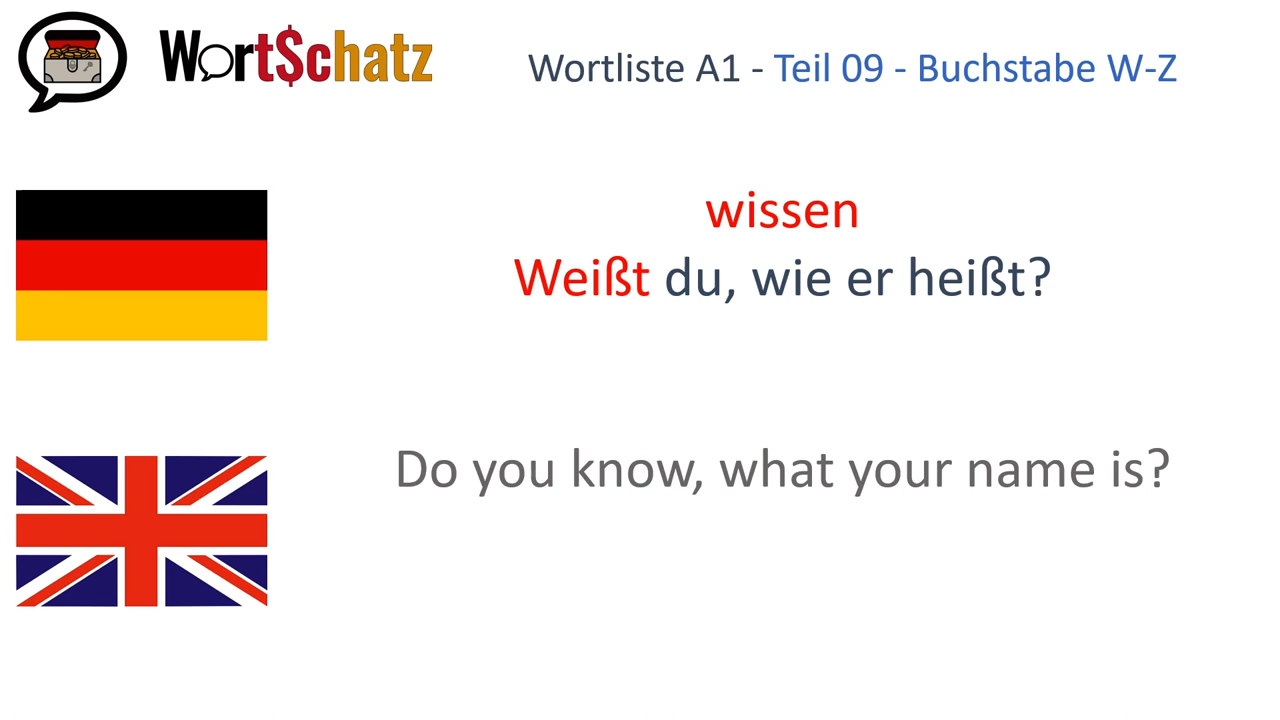 Wort$chatz
Wortliste A1 - Teil 09 - Buchstabe W-Z
wissen
Weißt du, wie er heißt?
Do you know, what your name is?